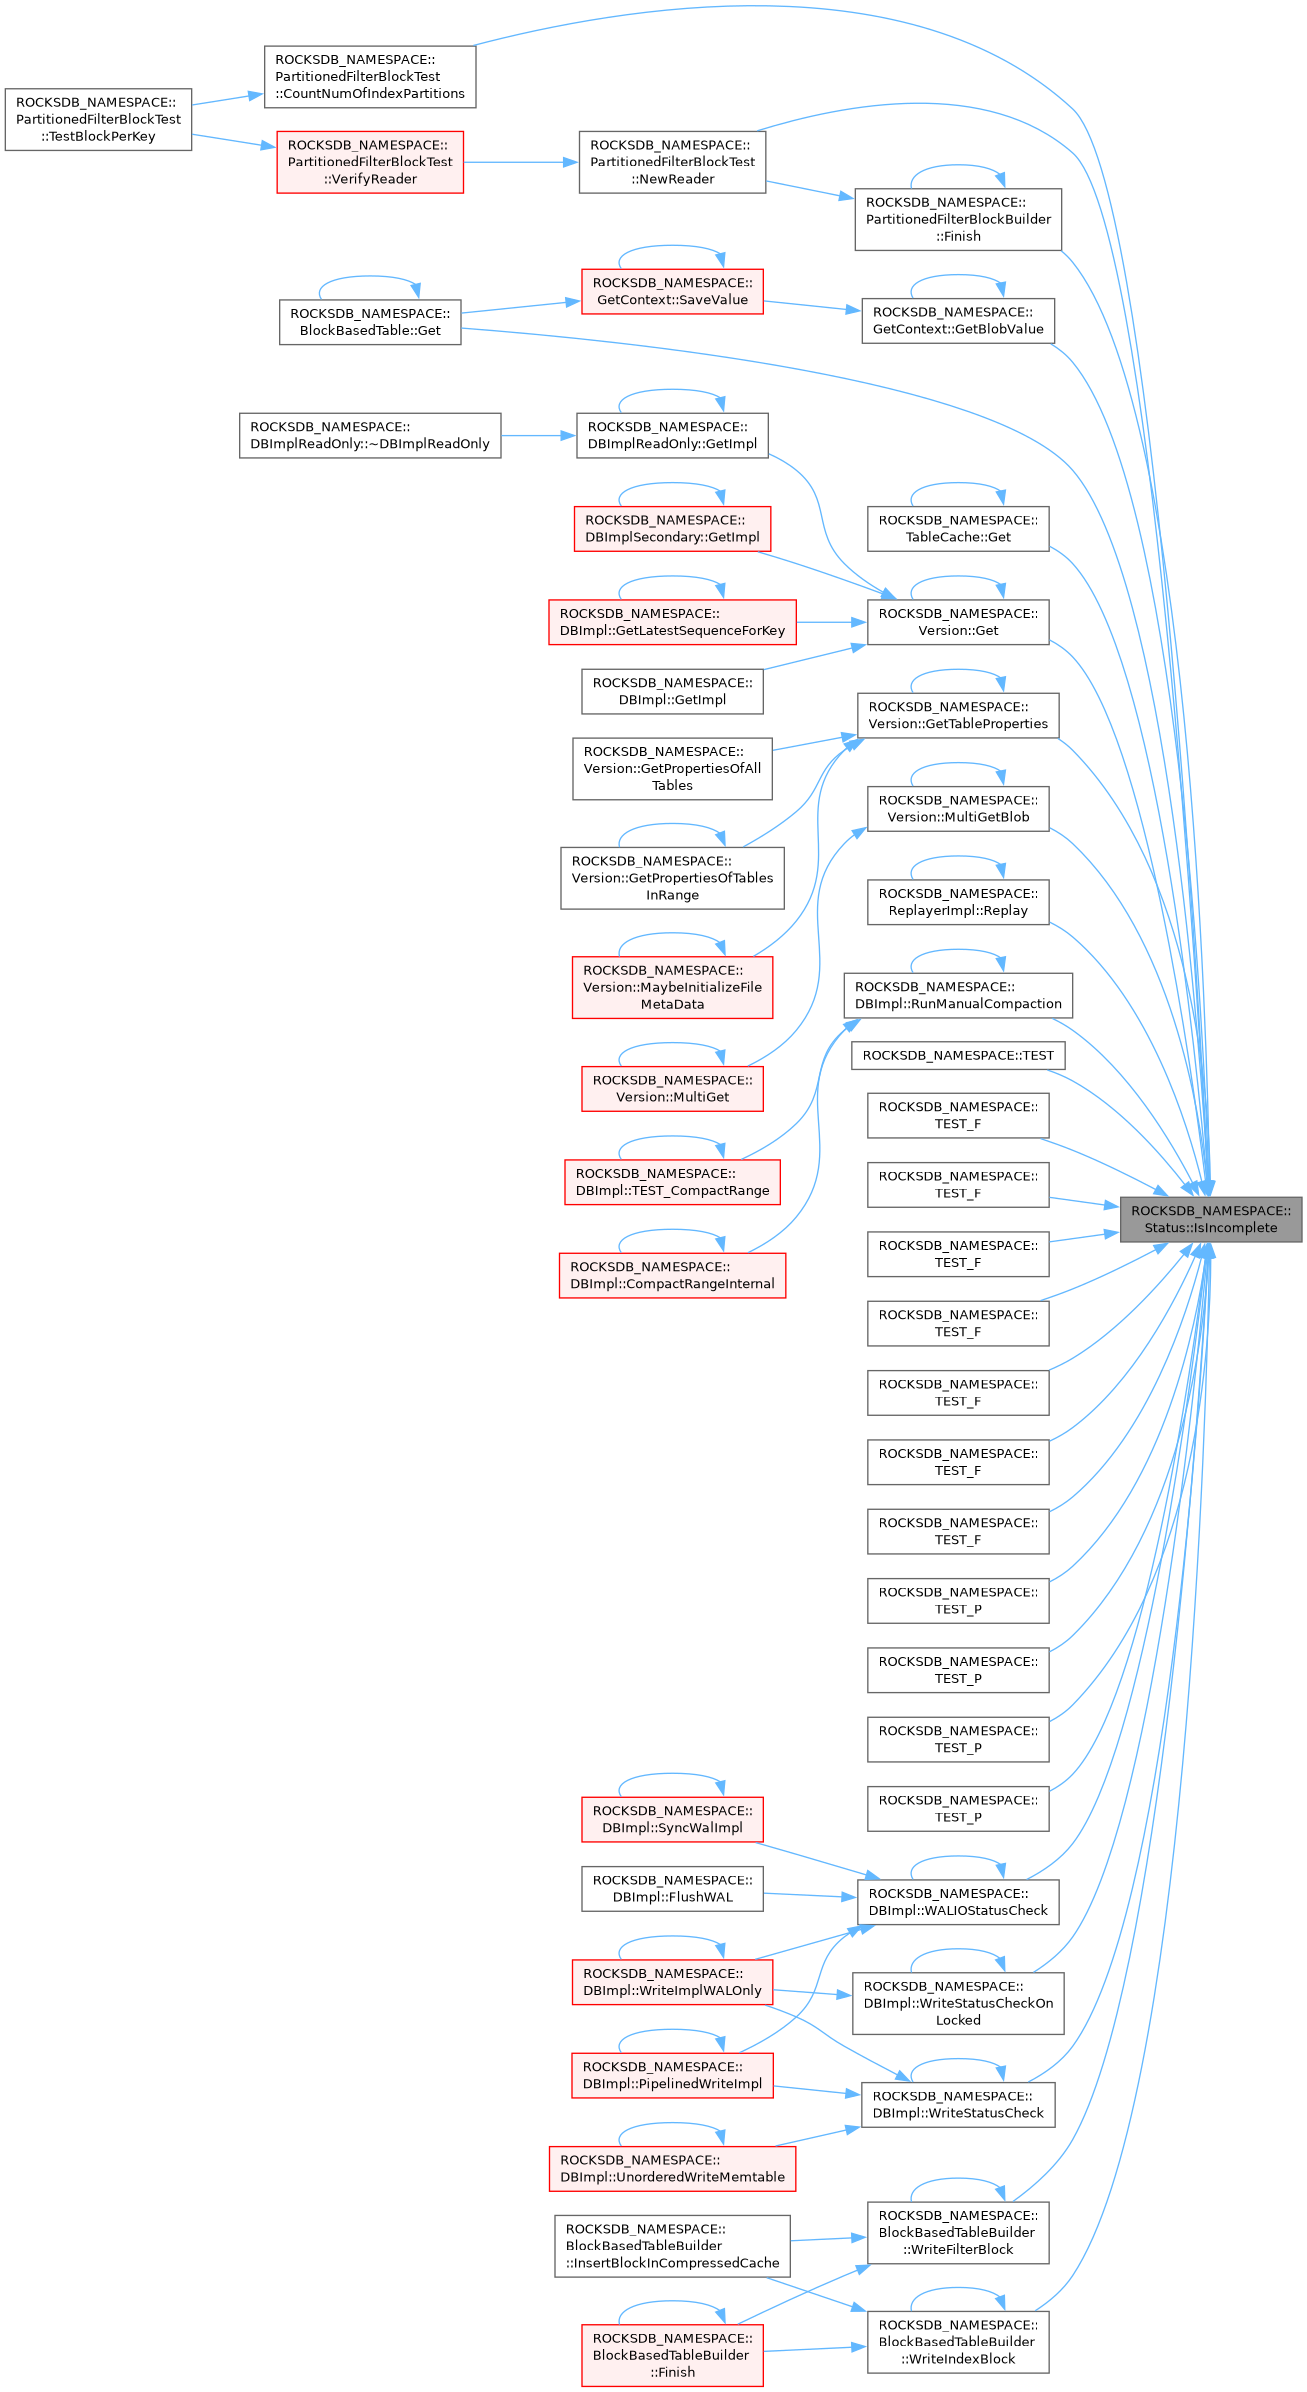 ROCKSDB_NAMESPACE::
PartitionedFilterBlockTest
::TestBlockPerKey
ROCKSDB_NAMESPACE::
PartitionedFilterBlockTest
::CountNumOfIndexPartitions
ROCKSDB_NAMESPACE::
PartitionedFilterBlockTest
::VerifyReader
ROCKSDB_NAMESPACE::
PartitionedFilterBlockTest
::NewReader
ROCKSDB_NAMESPACE::
PartitionedFilterBlockBuilder
::Finish
ROCKSDB_NAMESPACE::
GetContext::SaveValue
ROCKSDB_NAMESPACE::
BlockBasedTable::Get
ROCKSDB_NAMESPACE::
GetContext::GetBlobValue
ROCKSDB_NAMESPACE::
DBImplReadOnly::~DBImplReadOnly
ROCKSDB_NAMESPACE::
DBImplReadOnly::GetImpl
ROCKSDB_NAMESPACE::
DBImplSecondary::GetImpl
ROCKSDB_NAMESPACE::
TableCache::Get
ROCKSDB_NAMESPACE::
DBImpl::GetLatestSequenceForKey
ROCKSDB_NAMESPACE::
Version::Get
ROCKSDB_NAMESPACE::
DBImpl::GetImpl
ROCKSDB_NAMESPACE::
Version::GetTableProperties
ROCKSDB_NAMESPACE::
Version::GetPropertiesOfAll
Tables
ROCKSDB_NAMESPACE::
Version::MultiGetBlob
ROCKSDB_NAMESPACE::
Version::GetPropertiesOfTables
InRange
ROCKSDB_NAMESPACE::
ReplayerImpl::Replay
ROCKSDB_NAMESPACE::
Version::MaybeInitializeFile
MetaData
ROCKSDB_NAMESPACE::
DBImpl::RunManualCompaction
ROCKSDB_NAMESPACE::TEST
ROCKSDB_NAMESPACE::
Version::MultiGet
ROCKSDB_NAMESPACE::
TEST_F
ROCKSDB_NAMESPACE::
DBImpl::TEST_CompactRange
ROCKSDB_NAMESPACE::
TEST_F
ROCKSDB_NAMESPACE::
Status::IsIncomplete
ROCKSDB_NAMESPACE::
DBImpl::CompactRangeInternal
ROCKSDB_NAMESPACE::
TEST_F
ROCKSDB_NAMESPACE::
TEST_F
ROCKSDB_NAMESPACE::
TEST_F
ROCKSDB_NAMESPACE::
TEST_F
ROCKSDB_NAMESPACE::
TEST_F
ROCKSDB_NAMESPACE::
TEST_P
ROCKSDB_NAMESPACE::
TEST_P
ROCKSDB_NAMESPACE::
TEST_P
ROCKSDB_NAMESPACE::
TEST_P
ROCKSDB_NAMESPACE::
DBImpl::SyncWalImpl
ROCKSDB_NAMESPACE::
DBImpl::FlushWAL
ROCKSDB_NAMESPACE::
DBImpl::WALIOStatusCheck
ROCKSDB_NAMESPACE::
DBImpl::WriteImplWALOnly
ROCKSDB_NAMESPACE::
DBImpl::WriteStatusCheckOn
Locked
ROCKSDB_NAMESPACE::
DBImpl::PipelinedWriteImpl
ROCKSDB_NAMESPACE::
DBImpl::WriteStatusCheck
ROCKSDB_NAMESPACE::
DBImpl::UnorderedWriteMemtable
ROCKSDB_NAMESPACE::
BlockBasedTableBuilder
::WriteFilterBlock
ROCKSDB_NAMESPACE::
BlockBasedTableBuilder
::InsertBlockInCompressedCache
ROCKSDB_NAMESPACE::
BlockBasedTableBuilder
::WriteIndexBlock
ROCKSDB_NAMESPACE::
BlockBasedTableBuilder
::Finish